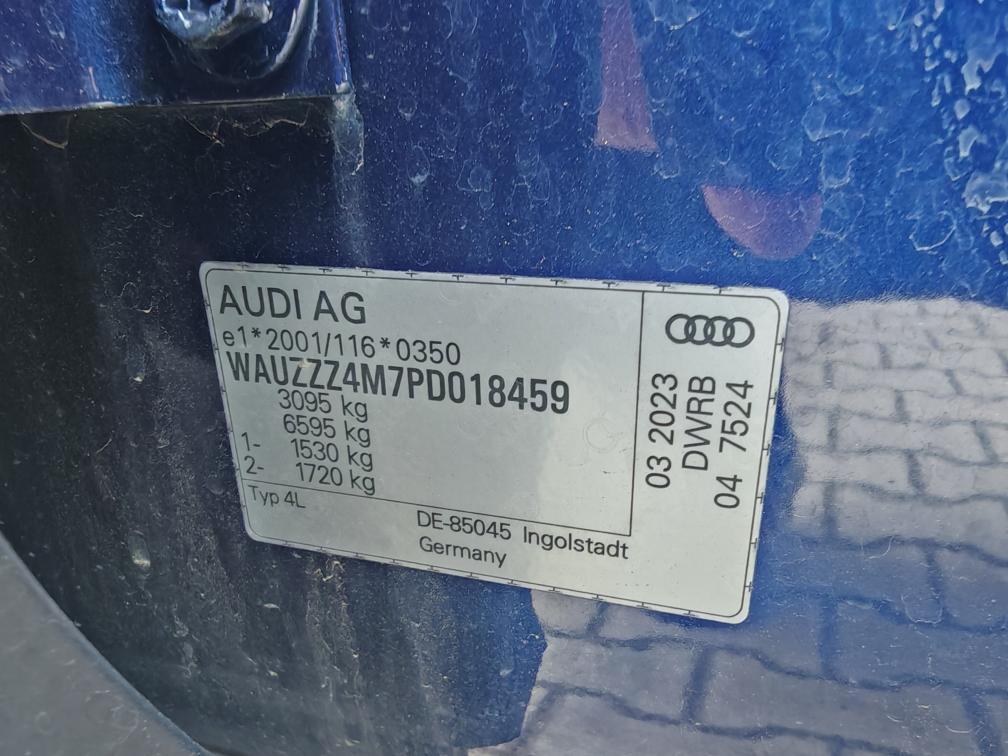 AUDI AG
e1*2001/116*0350
WAUZZZ4M7PD018459
3095 kg
6595 kg
1- 1530 kg
2- 1720 kg
Typ 4L
DE-85045 Ingolstadt
Germany
03 2023
DWRB
04 7524